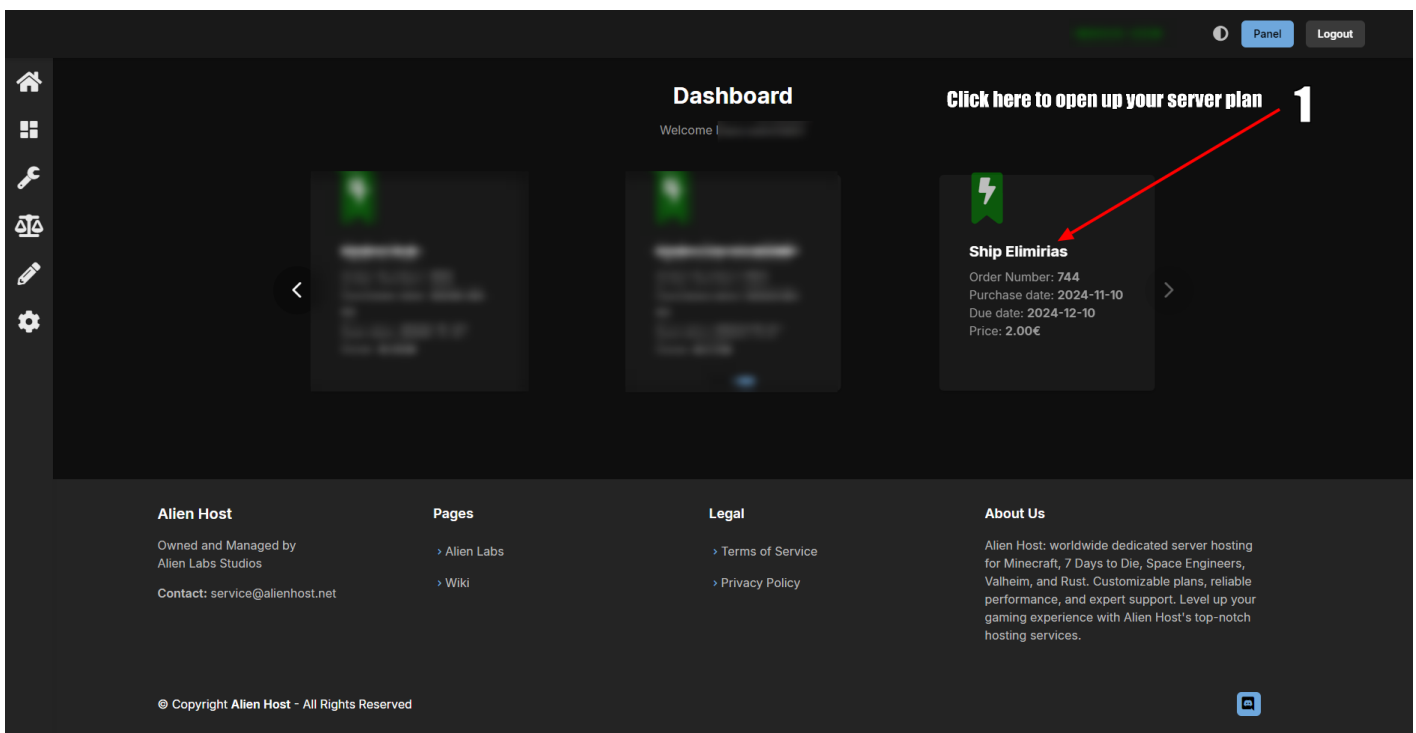 Panel
Logout
Dashboard
Click here to open up your server plan
1
Welcome
Ship Elimirias
Order Number: 744
Purchase date: 2024-11-10
Due date: 2024-12-10
Price: 2.00€
Alien Host
Owned and Managed by
Alien Labs Studios
Contact: service@alienhost.net
Pages
› Alien Labs
› Wiki
Legal
› Terms of Service
› Privacy Policy
About Us
Alien Host: worldwide dedicated server hosting
for Minecraft, 7 Days to Die, Space Engineers,
Valheim, and Rust. Customizable plans, reliable
performance, and expert support. Level up your
gaming experience with Alien Host's top-notch
hosting services.
© Copyright Alien Host - All Rights Reserved